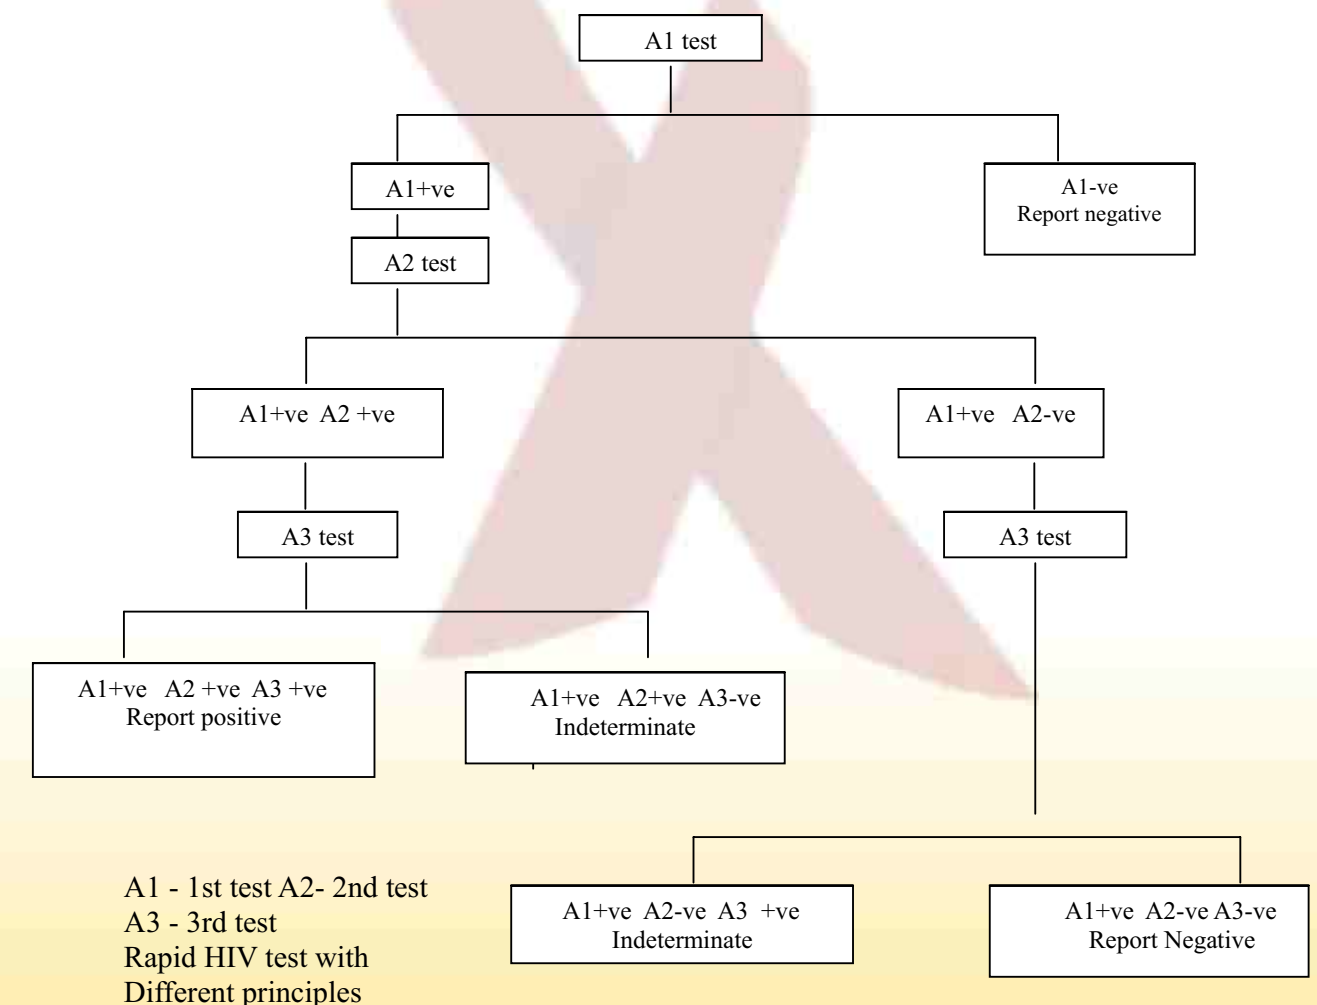 A1 test
A1+ve
A1-ve
Report negative
A2 test
A1+ve A2 +ve
A1+ve A2-ve
A3 test
A3 test
A1+ve A2 +ve A3 +ve
Report positive
A1+ve A2+ve A3-ve
Indeterminate
A1 - 1st test A2- 2nd test
A3 - 3rd test
Rapid HIV test with
Different principles
A1+ve A2-ve A3 +ve
Indeterminate
A1+ve A2-ve A3-ve
Report Negative